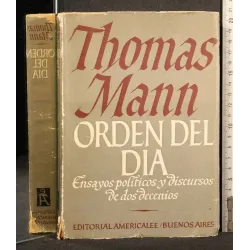 Thomas
Mann
ORDEN DEL
DIA
Ensayos políticos y discursos
de dos decenios
EDITORIAL AMERICALEE / BUENOS AIRES
Thomas
Mann
ORDEN
DEL
DIA